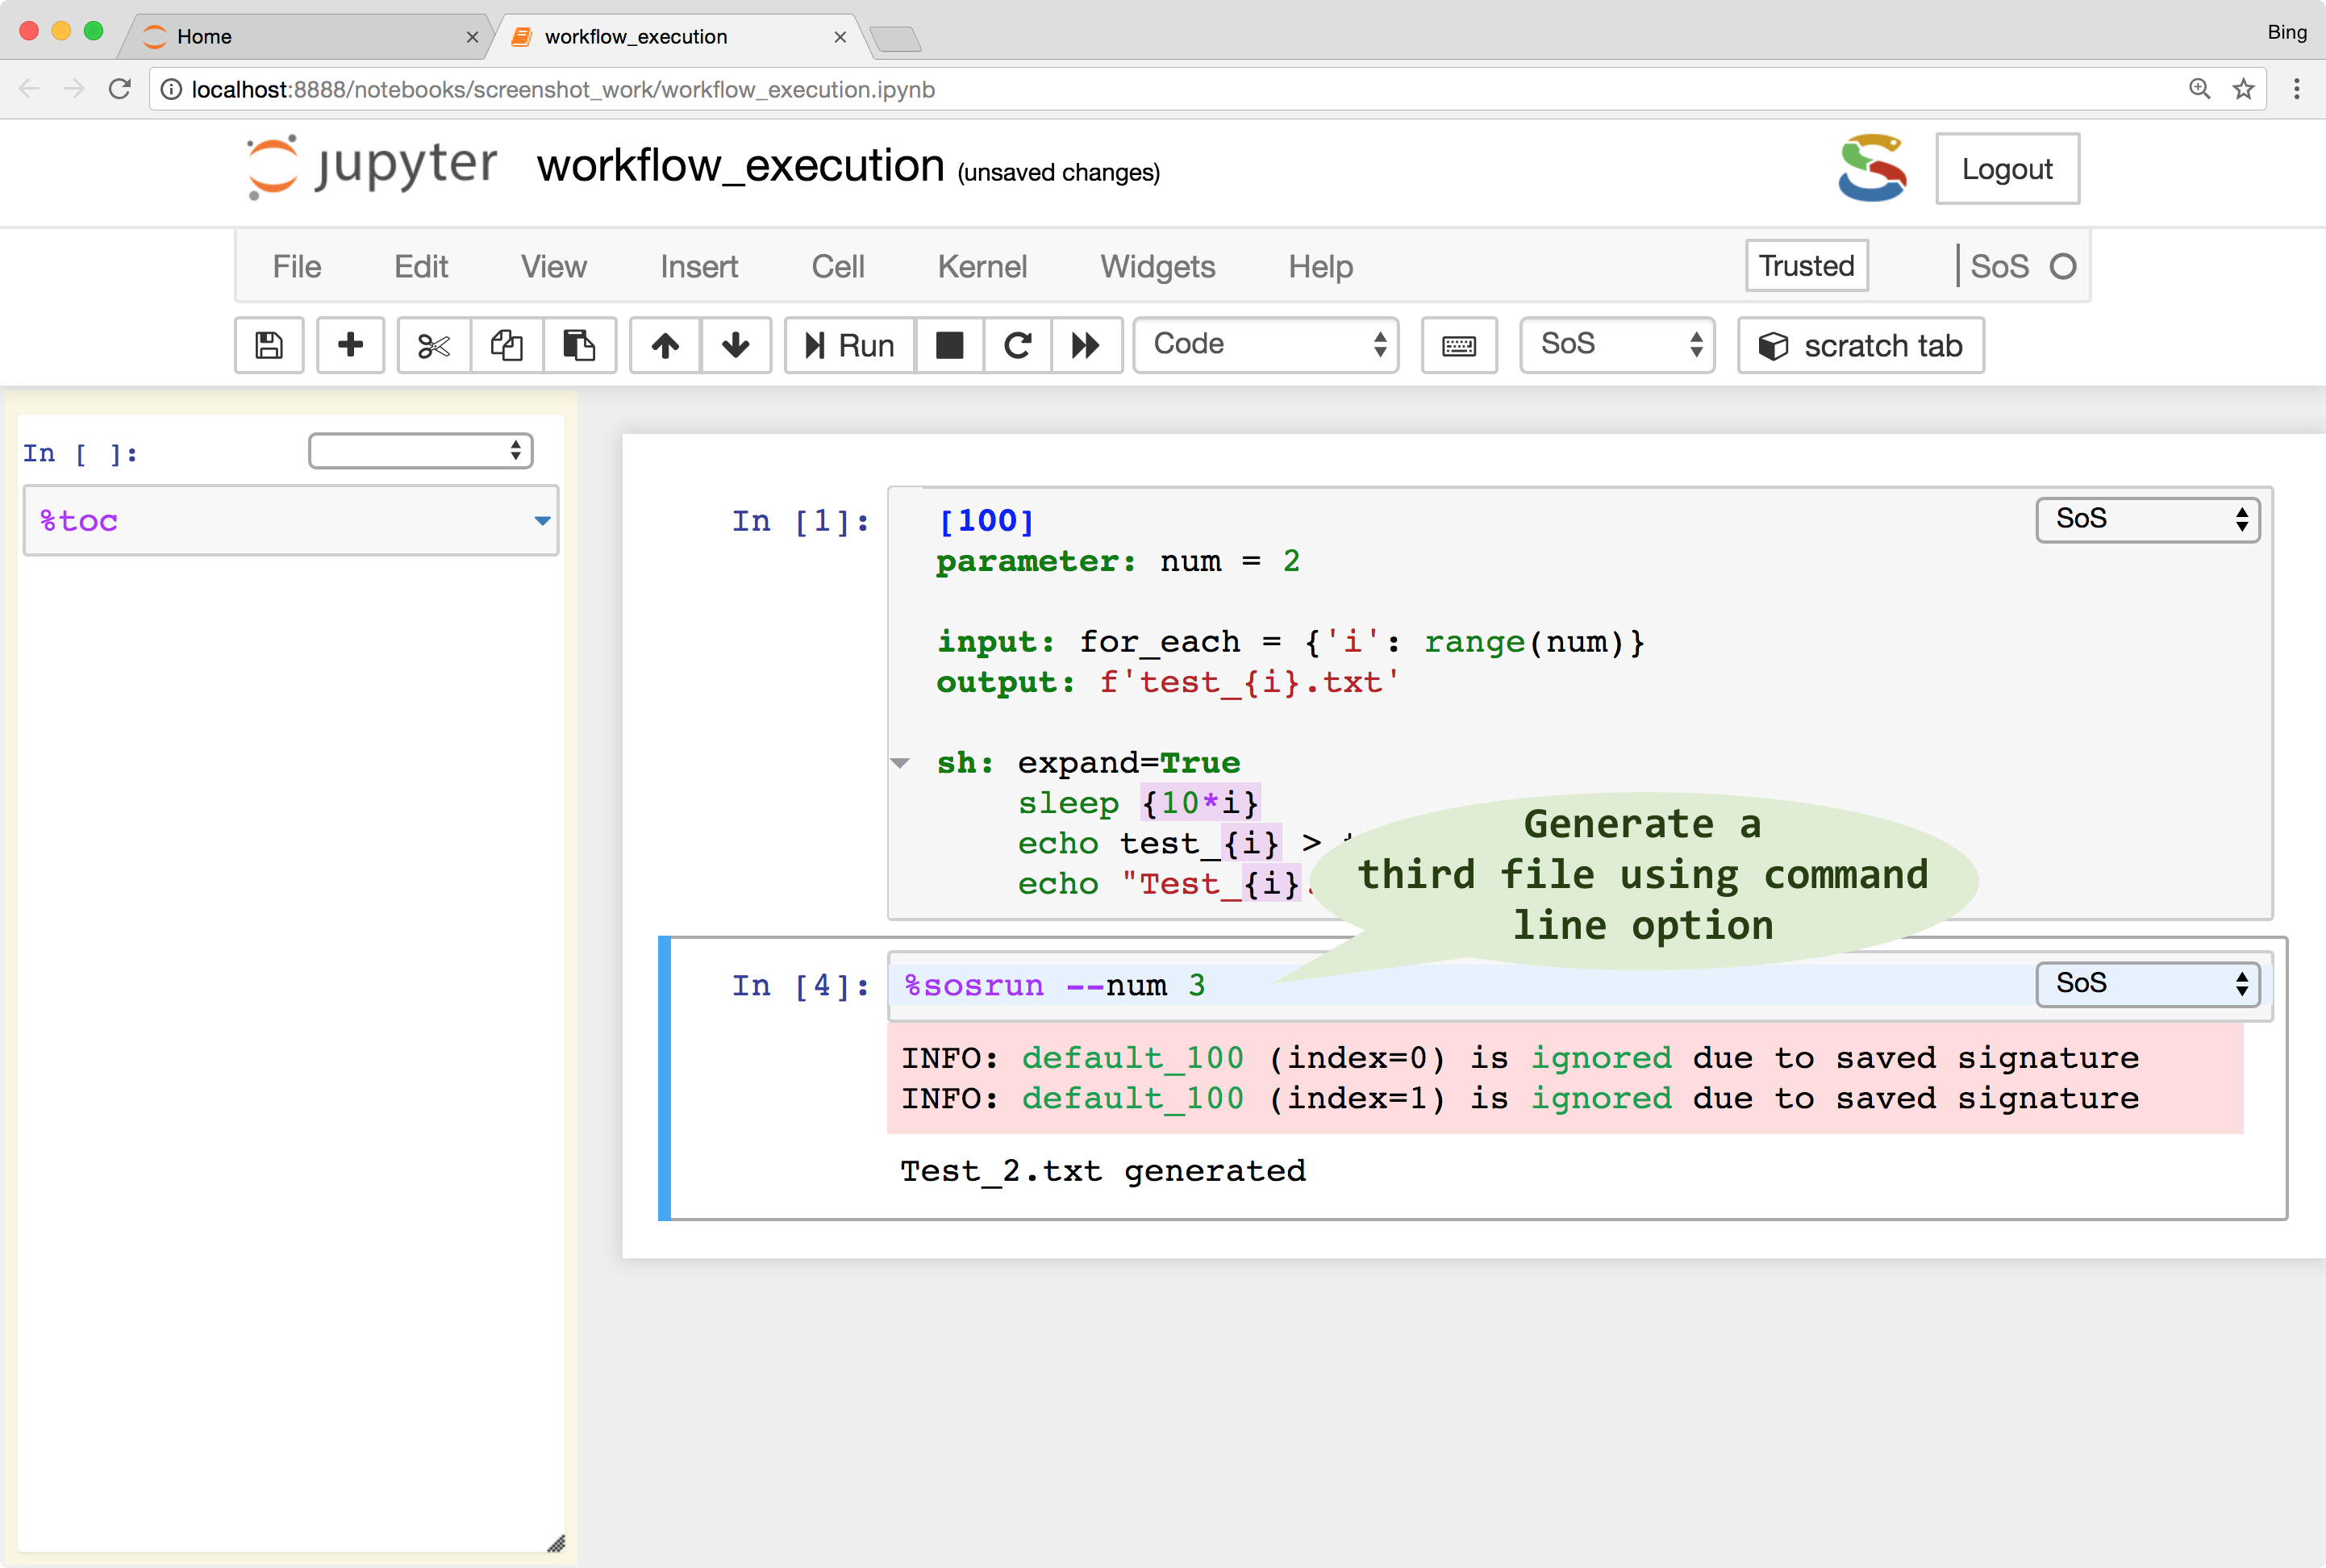 Home
workflow_execution
Bing
localhost:8888/notebooks/screenshot_work/workflow_execution.ipynb
jupyter workflow_execution (unsaved changes)
Logout
File Edit View Insert Cell Kernel Widgets Help
Trusted
SoS
Run
Code
SoS
scratch tab
In [ ]:
%toc
In [1]:
SoS
[100]
parameter: num = 2
input: for_each = {'i': range(num)}
output: f'test_{i}.txt'
sh: expand=True
sleep {10*i}
echo test_{i} >
echo "Test_{i}
Generate a
third file using command
line option
In [4]:
%sosrun --num 3
SoS
INFO: default_100 (index=0) is ignored due to saved signature
INFO: default_100 (index=1) is ignored due to saved signature
Test_2.txt generated